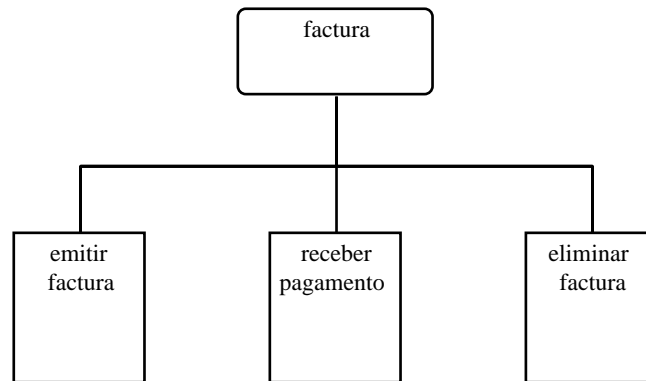 factura
emitir
factura
receber
pagamento
eliminar
factura